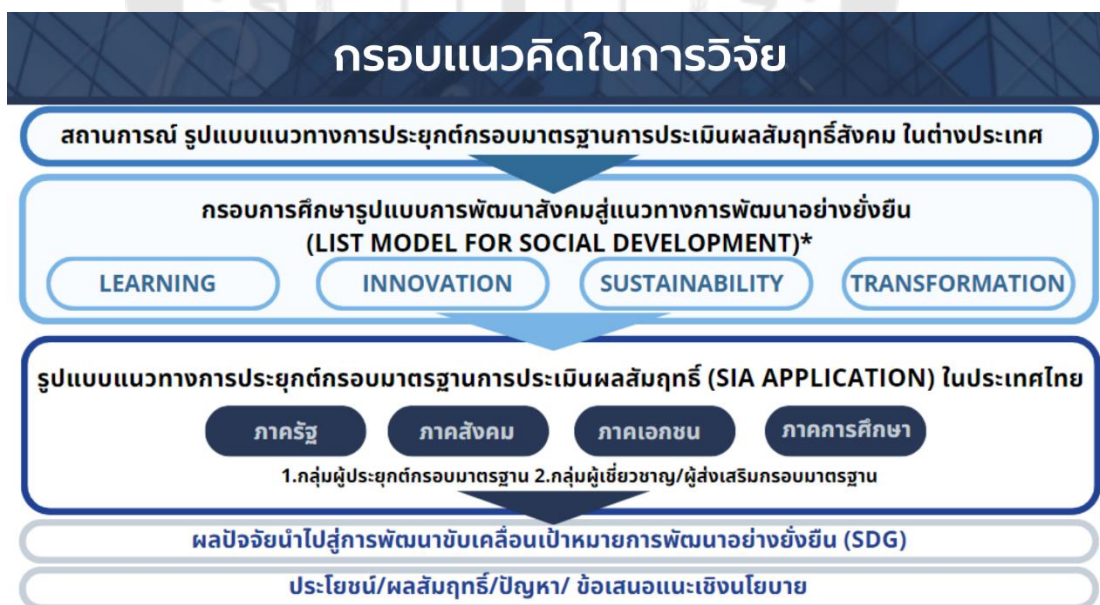 กรอบแนวคิดในการวิจัย
สถานการณ์ รูปแบบแนวทางการประยุกต์กรอบมาตรฐานการประเมินผลสัมฤทธิ์สังคม ในต่างประเทศ
กรอบการศึกษารูปแบบการพัฒนาสังคมสู่แนวทางการพัฒนาอย่างยั่งยืน
(LIST MODEL FOR SOCIAL DEVELOPMENT)*
LEARNING INNOVATION SUSTAINABILITY TRANSFORMATION
รูปแบบแนวทางการประยุกต์กรอบมาตรฐานการประเมินผลสัมฤทธิ์ (SIA APPLICATION) ในประเทศไทย
ภาครัฐ ภาคสังคม ภาคเอกชน ภาคการศึกษา
1.กลุ่มผู้ประยุกต์กรอบมาตรฐาน 2.กลุ่มผู้เชี่ยวชาญ/ผู้ส่งเสริมกรอบมาตรฐาน
ผลปัจจัยนำไปสู่การพัฒนาขับเคลื่อนเป้าหมายการพัฒนาอย่างยั่งยืน (SDG)
ประโยชน์/ผลสัมฤทธิ์/ปัญหา/ ข้อเสนอแนะเชิงนโยบาย